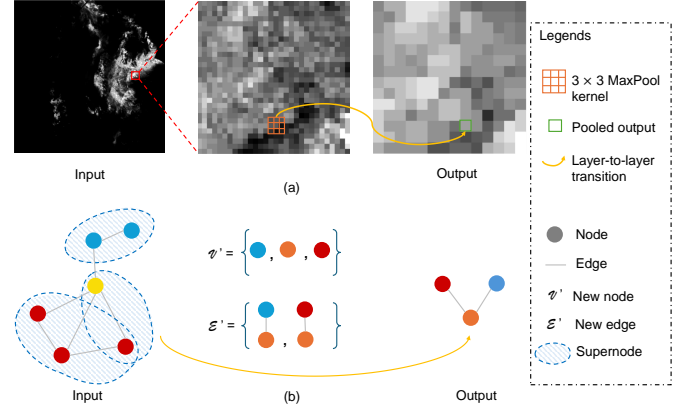 Legends
3 × 3 MaxPool
kernel
Pooled output
Layer-to-layer
transition
Input
(a)
Output
𝒱' = { , , }
ℰ' = { , }
Node
Edge
𝒱' New node
ℰ' New edge
Supernode
Input
(b)
Output